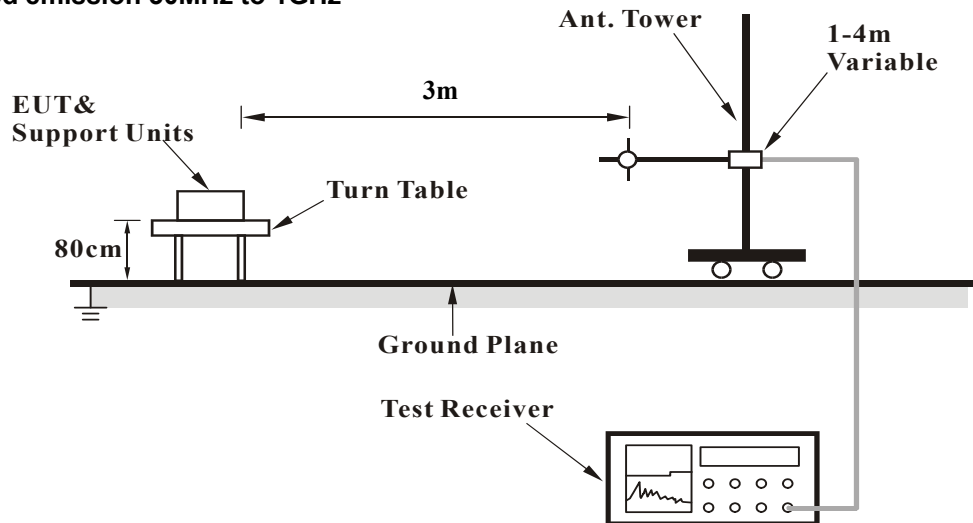 Ant. Tower
1-4m
Variable
3m
EUT&
Support Units
Turn Table
80cm
Ground Plane
Test Receiver